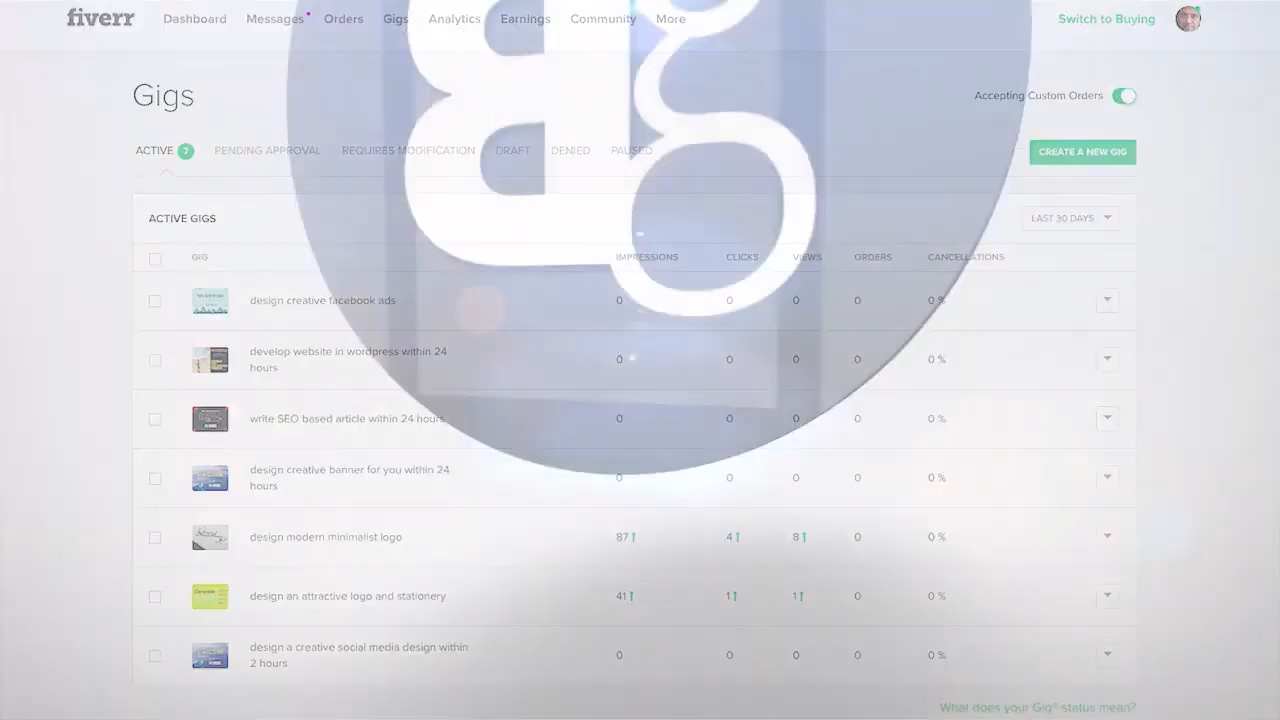 fiverr Dashboard Messages Orders Gigs Analytics Earnings Community More Switch to Buying
Gigs
Accepting Custom Orders
ACTIVE 7 PENDING APPROVAL REQUIRES MODIFICATION DRAFT DENIED PAUSED
CREATE A NEW GIG
ACTIVE GIGS
LAST 30 DAYS
GIG IMPRESSIONS CLICKS VIEWS ORDERS CANCELLATIONS
design creative facebook ads 0 0 0 0 0 %
develop website in wordpress within 24
hours
0 0 0 0 0 %
write SEO based article within 24 hours 0 0 0 0 0 %
design creative banner for you within 24
hours
0 0 0 0 0 %
design modern minimalist logo 87 4 8 0 0 %
design an attractive logo and stationery 41 1 1 0 0 %
design a creative social media design within
2 hours
0 0 0 0 0 %
What does your Gig® status mean?